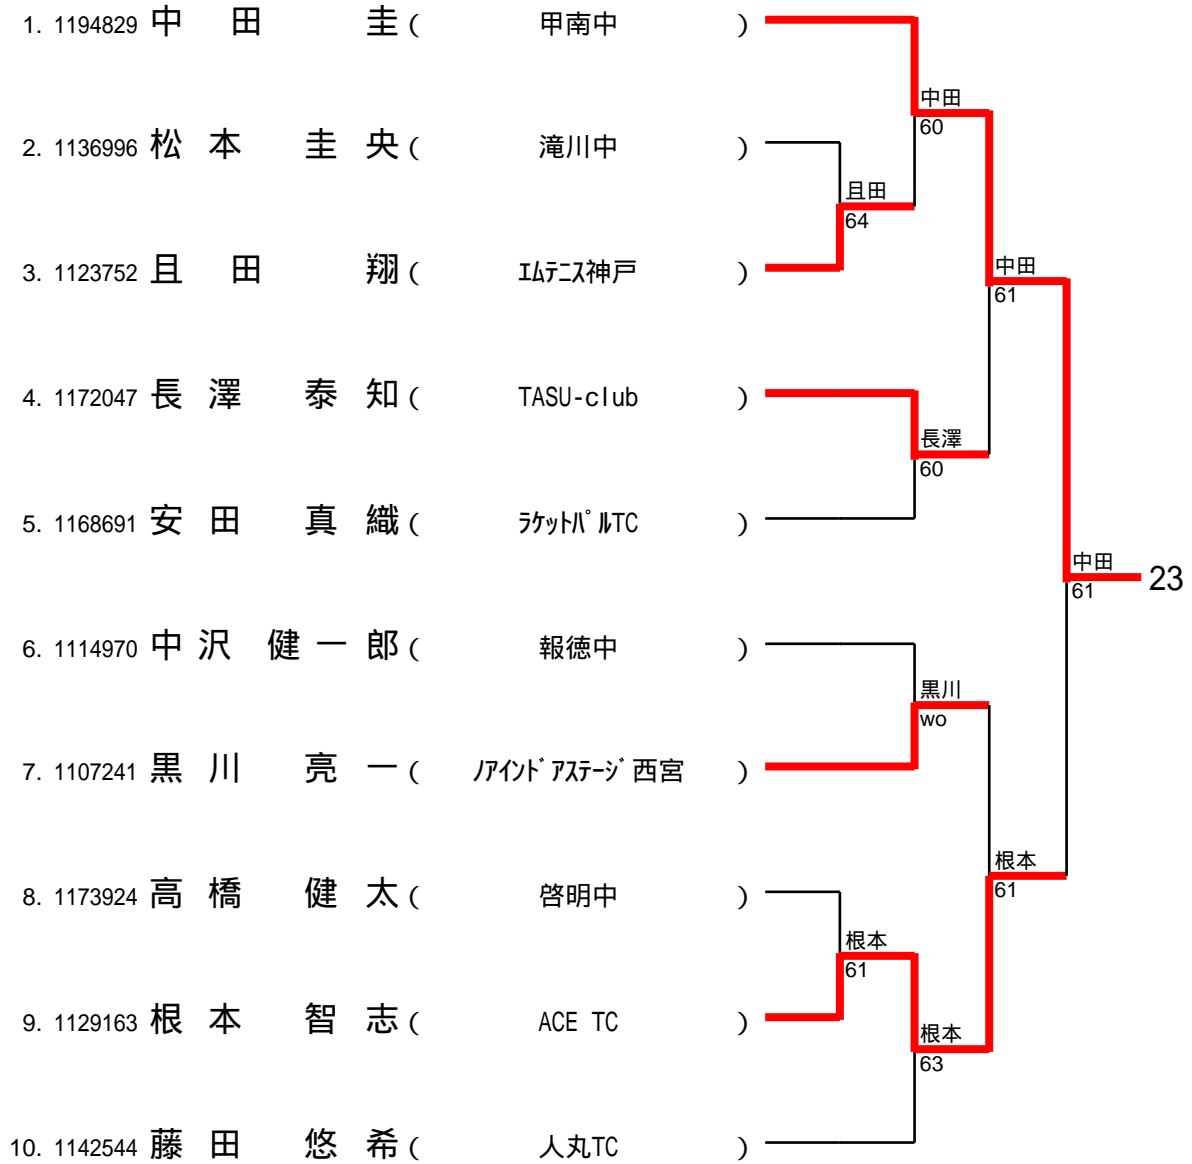 1. 1194829 中田 圭 ( 甲南中 )
中田
60
2. 1136996 松本 圭央 ( 滝川中 )
且田
64
3. 1123752 且田 翔 ( エムテニス神戸 )
中田
61
4. 1172047 長澤 泰知 ( TASU-club )
長澤
60
5. 1168691 安田 真織 ( ラケットパルTC )
中田
61
23
6. 1114970 中沢 健一郎 ( 報徳中 )
黒川
wo
7. 1107241 黒川 亮一 ( ノアインドアステージ西宮 )
根本
61
8. 1173924 高橋 健太 ( 啓明中 )
根本
61
9. 1129163 根本 智志 ( ACE TC )
根本
63
10. 1142544 藤田 悠希 ( 人丸TC )